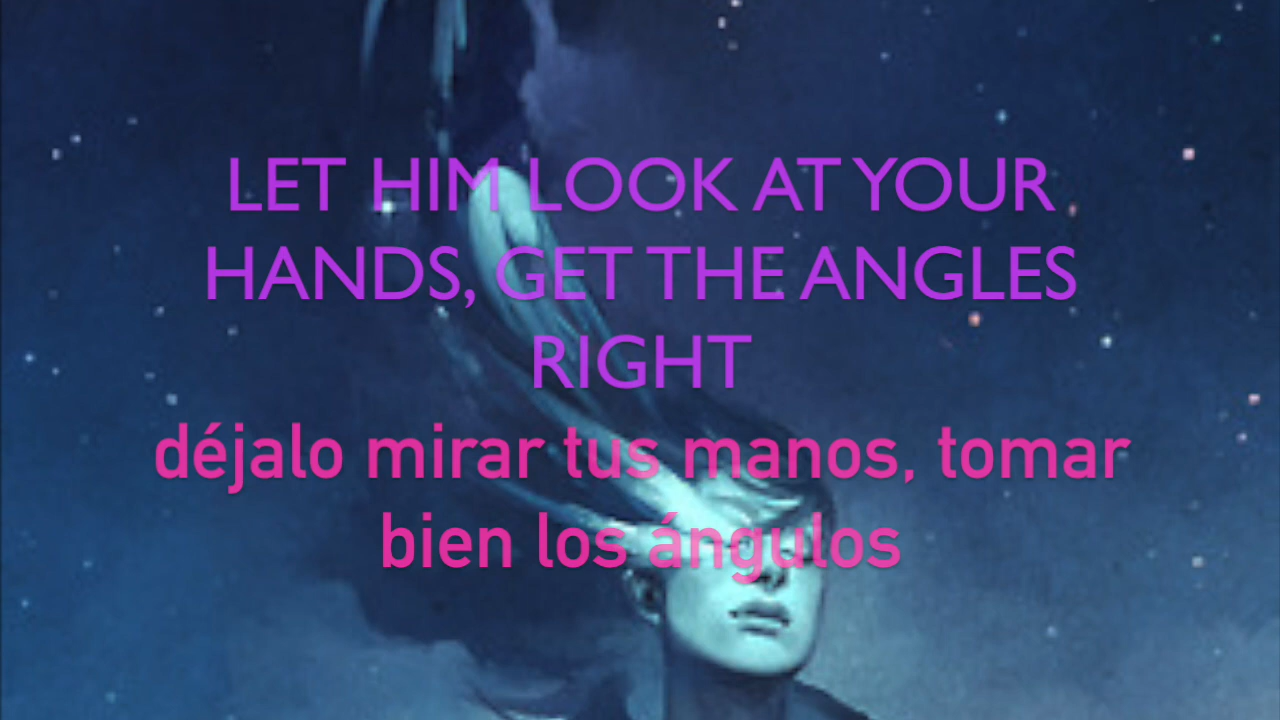 LET HIM LOOK AT YOUR
HANDS, GET THE ANGLES
RIGHT
déjalo mirar tus manos, tomar
bien los ángulos